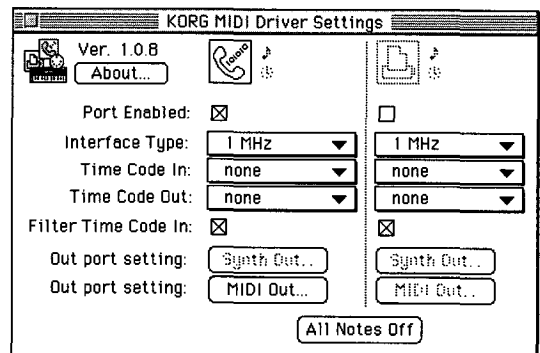 KORG MIDI Driver Settings
Ver. 1.0.8
About...
Port Enabled:
Interface Type: 1 MHz 1 MHz
Time Code In: none none
Time Code Out: none none
Filter Time Code In:
Out port setting: Synth Out.. Synth Out..
Out port setting: MIDI Out... MIDI Out..
All Notes Off